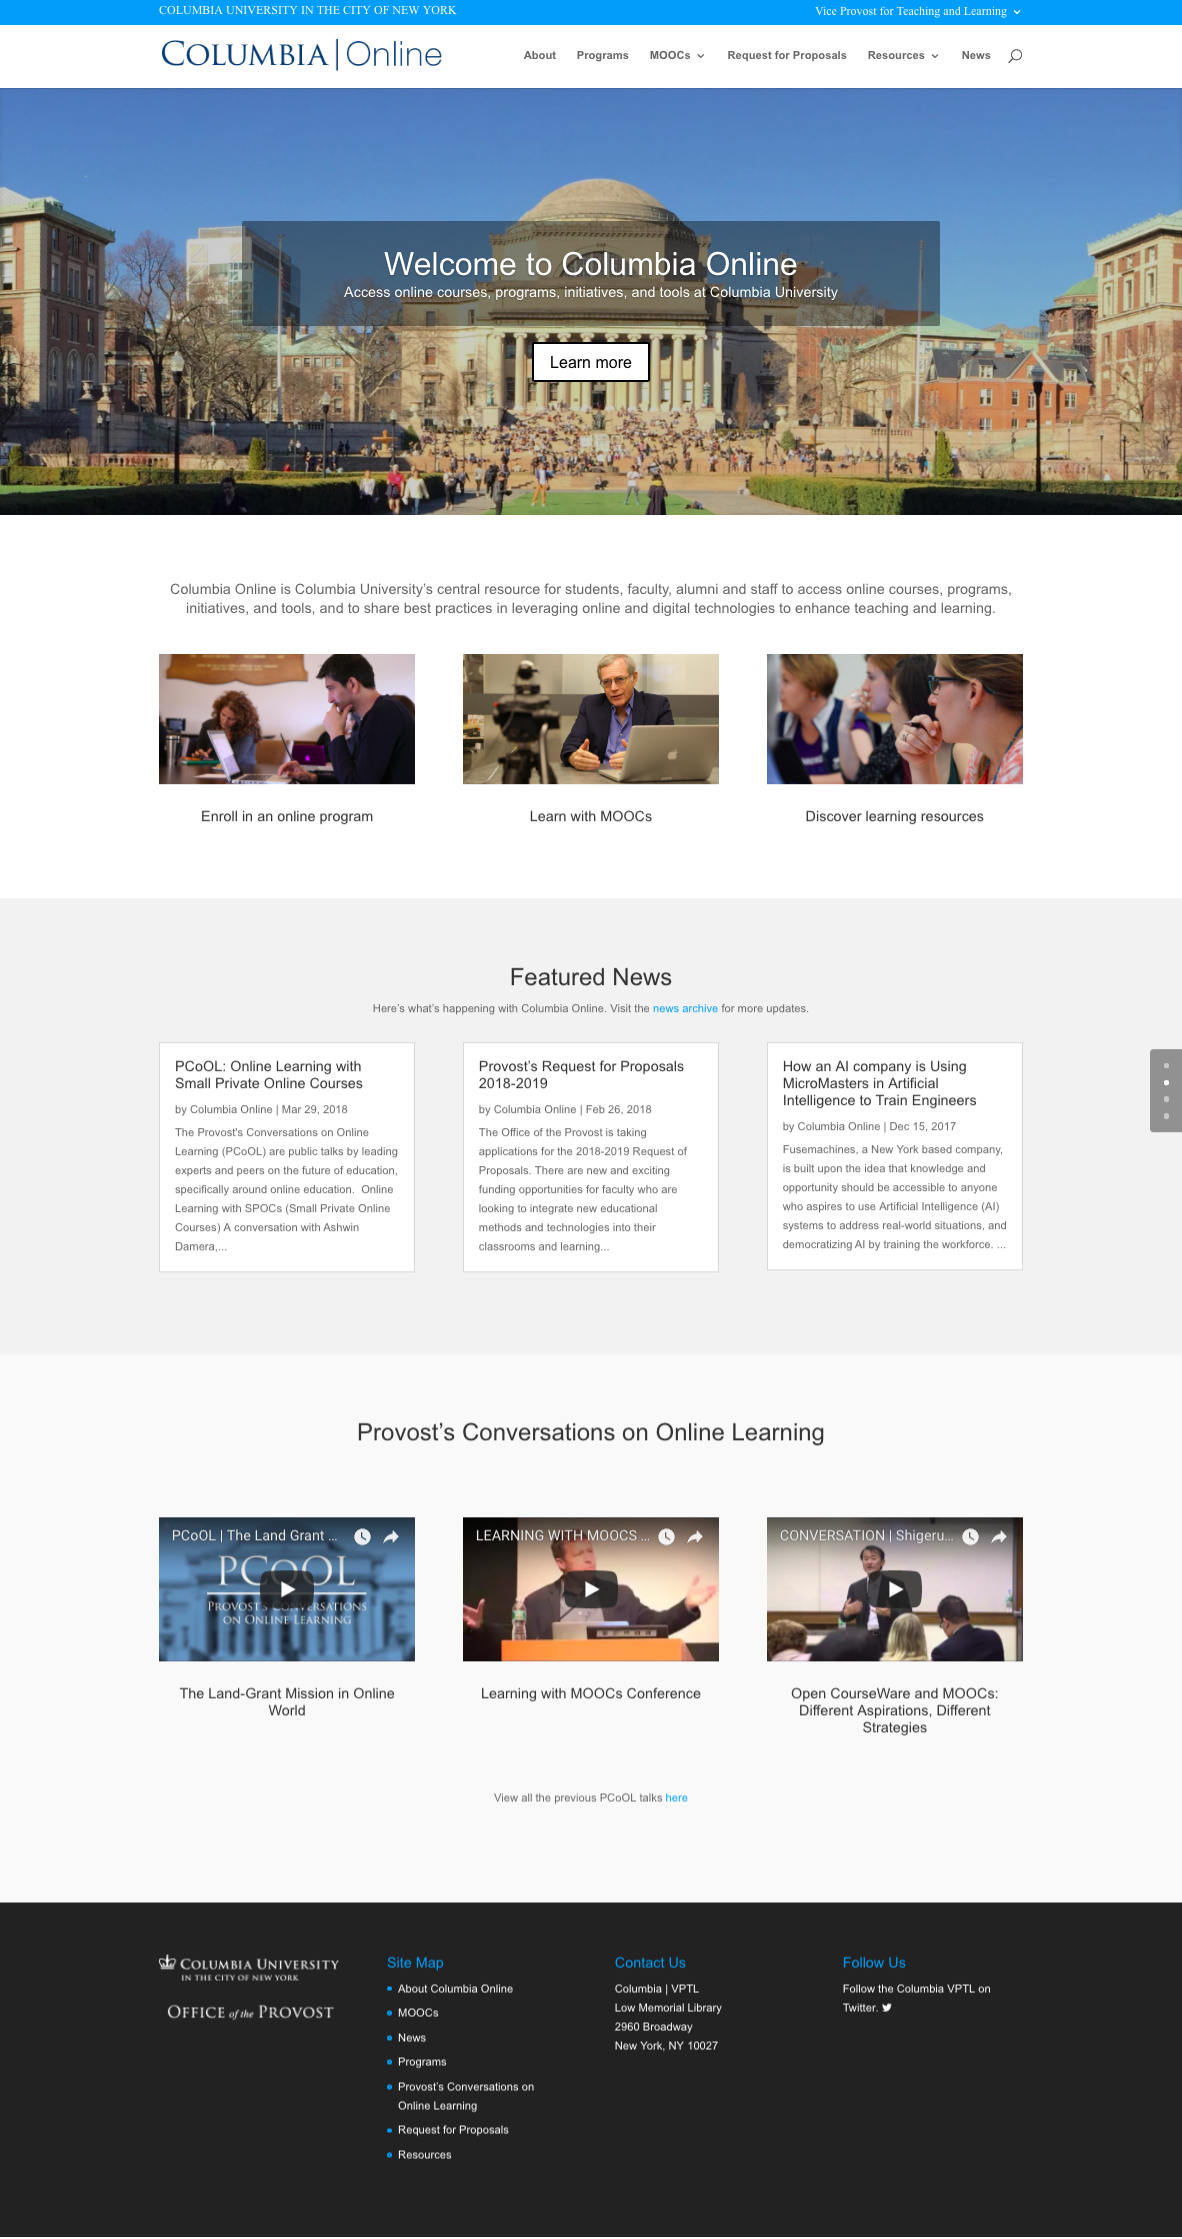 COLUMBIA UNIVERSITY IN THE CITY OF NEW YORK
Vice Provost for Teaching and Learning
COLUMBIA | Online
About
Programs
MOOCs
Request for Proposals
Resources
News
Welcome to Columbia Online
Access online courses, programs, initiatives, and tools at Columbia University
Learn more
Columbia Online is Columbia University’s central resource for students, faculty, alumni and staff to access online courses, programs,
initiatives, and tools, and to share best practices in leveraging online and digital technologies to enhance teaching and learning.
Enroll in an online program
Learn with MOOCs
Discover learning resources
Featured News
Here’s what’s happening with Columbia Online. Visit the news archive for more updates.
PCoOL: Online Learning with
Small Private Online Courses
by Columbia Online | Mar 29, 2018
The Provost's Conversations on Online
Learning (PCoOL) are public talks by leading
experts and peers on the future of education,
specifically around online education.  Online
Learning with SPOCs (Small Private Online
Courses) A conversation with Ashwin
Damera,...
Provost’s Request for Proposals
2018-2019
by Columbia Online | Feb 26, 2018
The Office of the Provost is taking
applications for the 2018-2019 Request of
Proposals. There are new and exciting
funding opportunities for faculty who are
looking to integrate new educational
methods and technologies into their
classrooms and learning...
How an AI company is Using
MicroMasters in Artificial
Intelligence to Train Engineers
by Columbia Online | Dec 15, 2017
Fusemachines, a New York based company,
is built upon the idea that knowledge and
opportunity should be accessible to anyone
who aspires to use Artificial Intelligence (AI)
systems to address real-world situations, and
democratizing AI by training the workforce. ...
Provost’s Conversations on Online Learning
PCoOL | The Land Grant ...
PCoOL
PROVOST'S CONVERSATIONS
ON ONLINE LEARNING
LEARNING WITH MOOCS ...
CONVERSATION | Shigeru...
The Land-Grant Mission in Online
World
Learning with MOOCs Conference
Open CourseWare and MOOCs:
Different Aspirations, Different
Strategies
View all the previous PCoOL talks here
COLUMBIA UNIVERSITY
IN THE CITY OF NEW YORK
OFFICE of the PROVOST
Site Map
About Columbia Online
MOOCs
News
Programs
Provost’s Conversations on
Online Learning
Request for Proposals
Resources
Contact Us
Columbia | VPTL
Low Memorial Library
2960 Broadway
New York, NY 10027
Follow Us
Follow the Columbia VPTL on
Twitter.